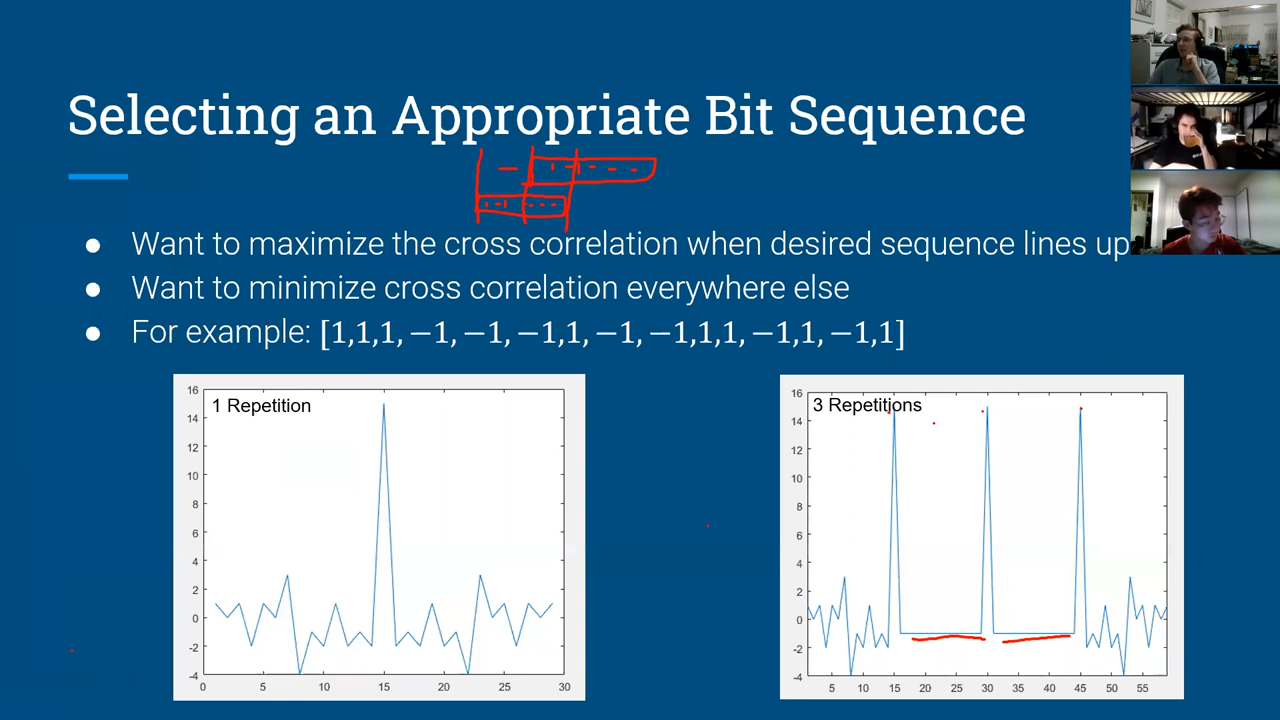 Selecting an Appropriate Bit Sequence
● Want to maximize the cross correlation when desired sequence lines up
● Want to minimize cross correlation everywhere else
● For example: [1,1,1, −1, −1, −1,1, −1, −1,1,1, −1,1, −1,1]
1 Repetition
16
14
12
10
8
6
4
2
0
-2
-4
0 5 10 15 20 25 30
3 Repetitions
16
14
12
10
8
6
4
2
0
-2
-4
5 10 15 20 25 30 35 40 45 50 55